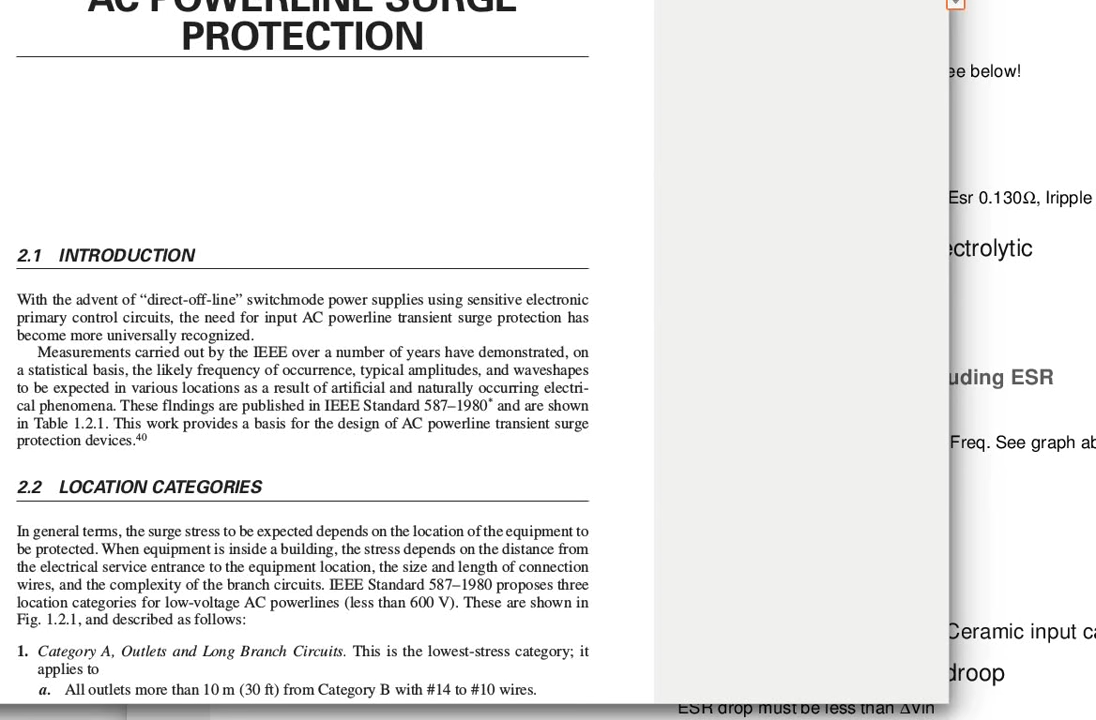 AC POWERLINE SURGE
PROTECTION
2.1 INTRODUCTION
With the advent of “direct-off-line” switchmode power supplies using sensitive electronic
primary control circuits, the need for input AC powerline transient surge protection has
become more universally recognized.
Measurements carried out by the IEEE over a number of years have demonstrated, on
a statistical basis, the likely frequency of occurrence, typical amplitudes, and waveshapes
to be expected in various locations as a result of artificial and naturally occurring electri-
cal phenomena. These flndings are published in IEEE Standard 587–1980* and are shown
in Table 1.2.1. This work provides a basis for the design of AC powerline transient surge
protection devices.40
2.2 LOCATION CATEGORIES
In general terms, the surge stress to be expected depends on the location of the equipment to
be protected. When equipment is inside a building, the stress depends on the distance from
the electrical service entrance to the equipment location, the size and length of connection
wires, and the complexity of the branch circuits. IEEE Standard 587–1980 proposes three
location categories for low-voltage AC powerlines (less than 600 V). These are shown in
Fig. 1.2.1, and described as follows:
1. Category A, Outlets and Long Branch Circuits. This is the lowest-stress category; it
applies to
a. All outlets more than 10 m (30 ft) from Category B with #14 to #10 wires.
below!
Esr 0.130Ω, Iripple
ESR
Freq. See graph
Ceramic input
droop
ESR drop must be less than ΔVin